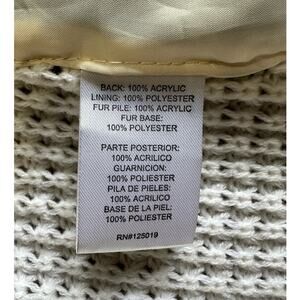 BACK: 100% ACRYLIC
LINING: 100% POLYESTER
FUR PILE: 100% ACRYLIC
FUR BASE:
100% POLYESTER
PARTE POSTERIOR:
100% ACRILICO
GUARNICION:
100% POLIESTER
PILA DE PIELES:
100% ACRILICO
BASE DE LA PIEL:
100% POLIESTER
RN#125019